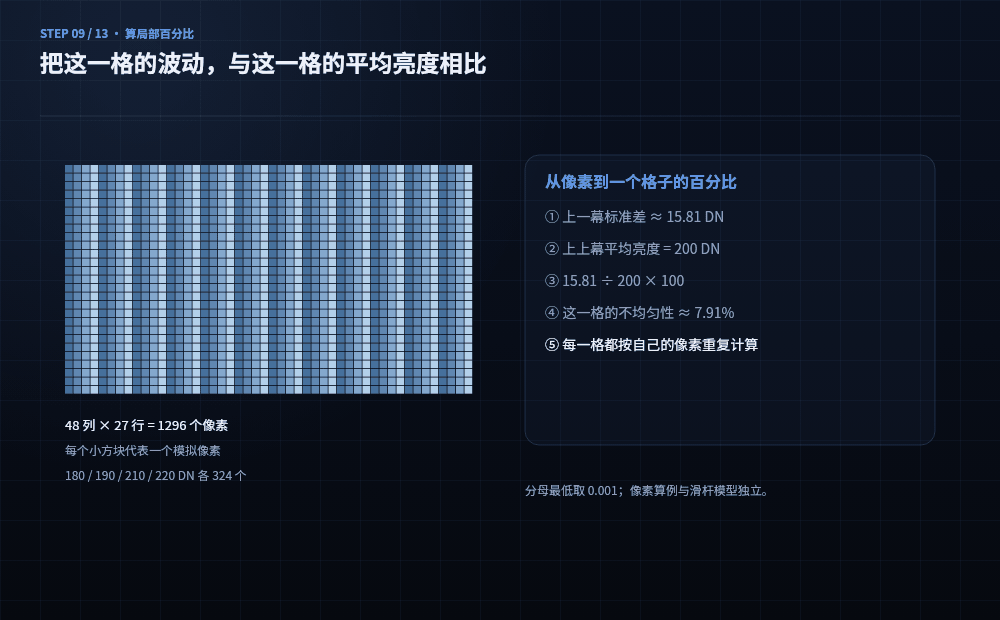 STEP 09 / 13 · 算局部百分比
把这一格的波动，与这一格的平均亮度相比
从像素到一个格子的百分比
① 上一幕标准差 ≈ 15.81 DN
② 上上幕平均亮度 = 200 DN
③ 15.81 ÷ 200 × 100
④ 这一格的不均匀性 ≈ 7.91%
⑤ 每一格都按自己的像素重复计算
48 列 × 27 行 = 1296 个像素
每个小方块代表一个模拟像素
180 / 190 / 210 / 220 DN 各 324 个
分母最低取 0.001；像素算例与滑杆模型独立。